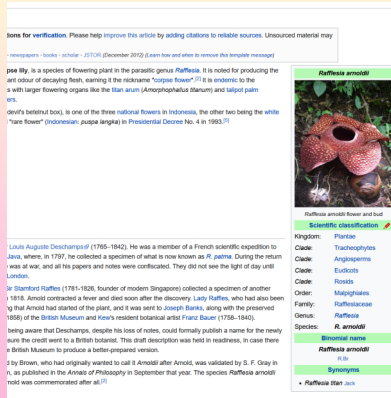 ions for verification. Please help improve this article by adding citations to reliable sources. Unsourced material may
- newspapers · books · scholar · JSTOR (December 2012) (Learn how and when to remove this template message)
pse lily, is a species of flowering plant in the parasitic genus Rafflesia. It is noted for producing the
ant odour of decaying flesh, earning it the nickname "corpse flower".[2] It is endemic to the
s with larger flowering organs like the titan arum (Amorphophallus titanum) and talipot palm
ers.
devil's betelnut box), is one of the three national flowers in Indonesia, the other two being the white
"rare flower" (Indonesian: puspa langka) in Presidential Decree No. 4 in 1993.[5]
Rafflesia arnoldii
Rafflesia arnoldii flower and bud
Scientific classification
Kingdom: Plantae
Clade: Tracheophytes
Clade: Angiosperms
Clade: Eudicots
Clade: Rosids
Order: Malpighiales
Family: Rafflesiaceae
Genus: Rafflesia
Species: R. arnoldii
Binomial name
Rafflesia arnoldii
R.Br.
Synonyms
• Rafflesia titan Jack
Louis Auguste Deschamps (1765–1842). He was a member of a French scientific expedition to
Java, where, in 1797, he collected a specimen of what is now known as R. patma. During the return
was at war, and all his papers and notes were confiscated. They did not see the light of day until
London.
Sir Stamford Raffles (1781-1826, founder of modern Singapore) collected a specimen of another
1818. Arnold contracted a fever and died soon after the discovery. Lady Raffles, who had also been
ng that Arnold had started of the plant, and it was sent to Joseph Banks, along with the preserved
1858) of the British Museum and Kew's resident botanical artist Franz Bauer (1758–1840).
being aware that Deschamps, despite his loss of notes, could formally publish a name for the newly
sure the credit went to a British botanist. This draft description was held in readiness, in case there
e British Museum to produce a better-prepared version.
d by Brown, who had originally wanted to call it Arnoldii after Arnold, was validated by S. F. Gray in
n, as published in the Annals of Philosophy in September that year. The species Rafflesia arnoldii
rnold was commemorated after all.[2]